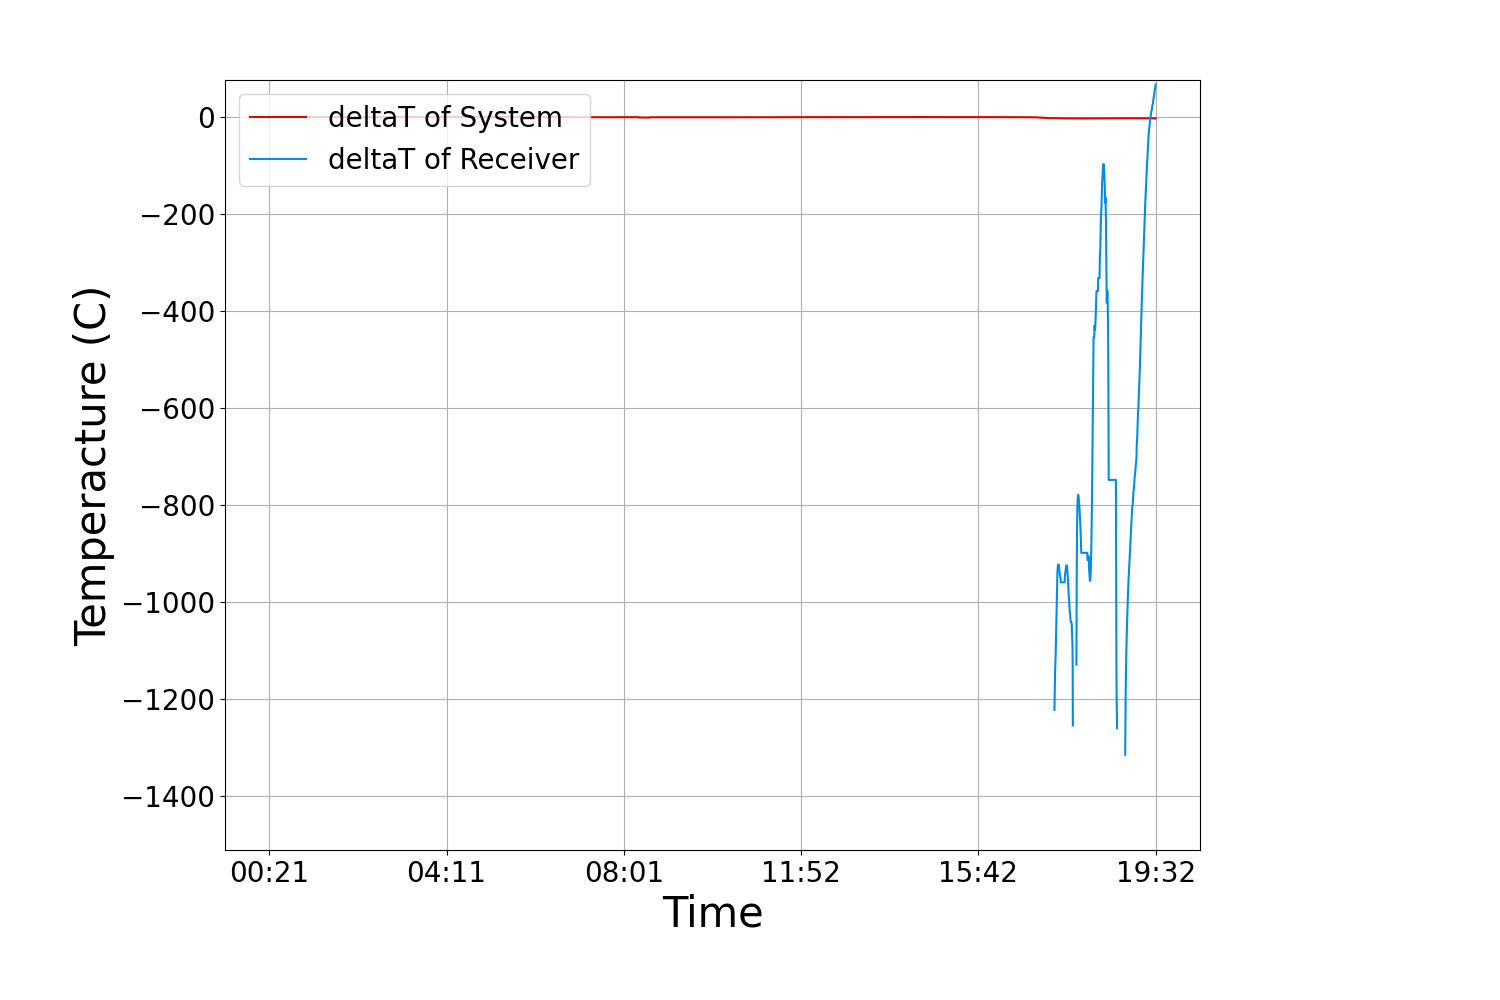 deltaT of System
deltaT of Receiver
0
−200
−400
−600
−800
−1000
−1200
−1400
Temperacture (C)
00:21 04:11 08:01 11:52 15:42 19:32
Time